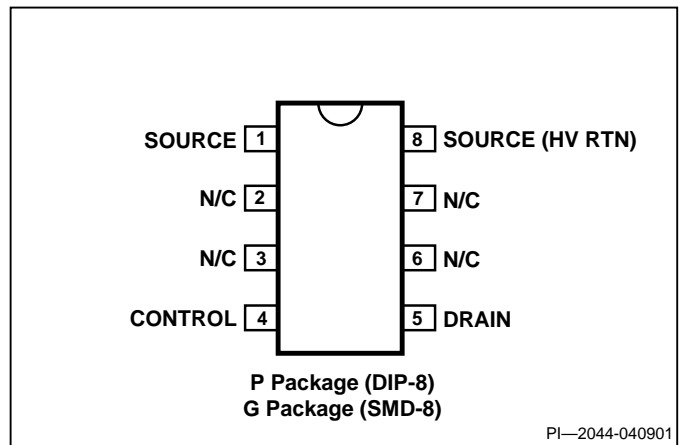 SOURCE 1 8 SOURCE (HV RTN)
N/C 2 7 N/C
N/C 3 6 N/C
CONTROL 4 5 DRAIN
P Package (DIP-8)
G Package (SMD-8)
PI—2044-040901